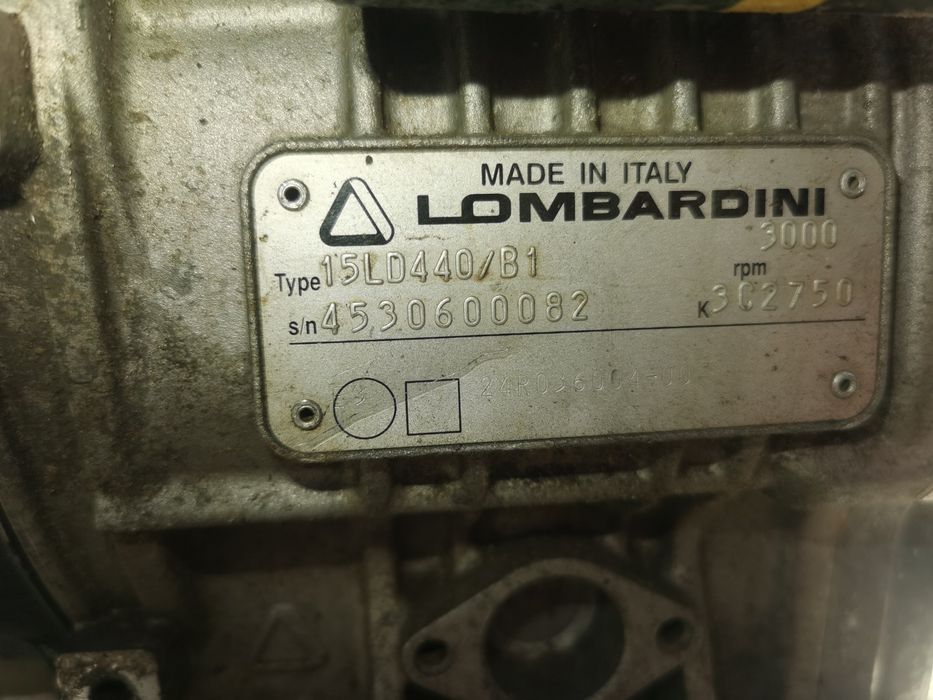 MADE IN ITALY
LOMBARDINI
3000
Type 15LD440/B1 rpm
s/n 4530600082 K 3C2750